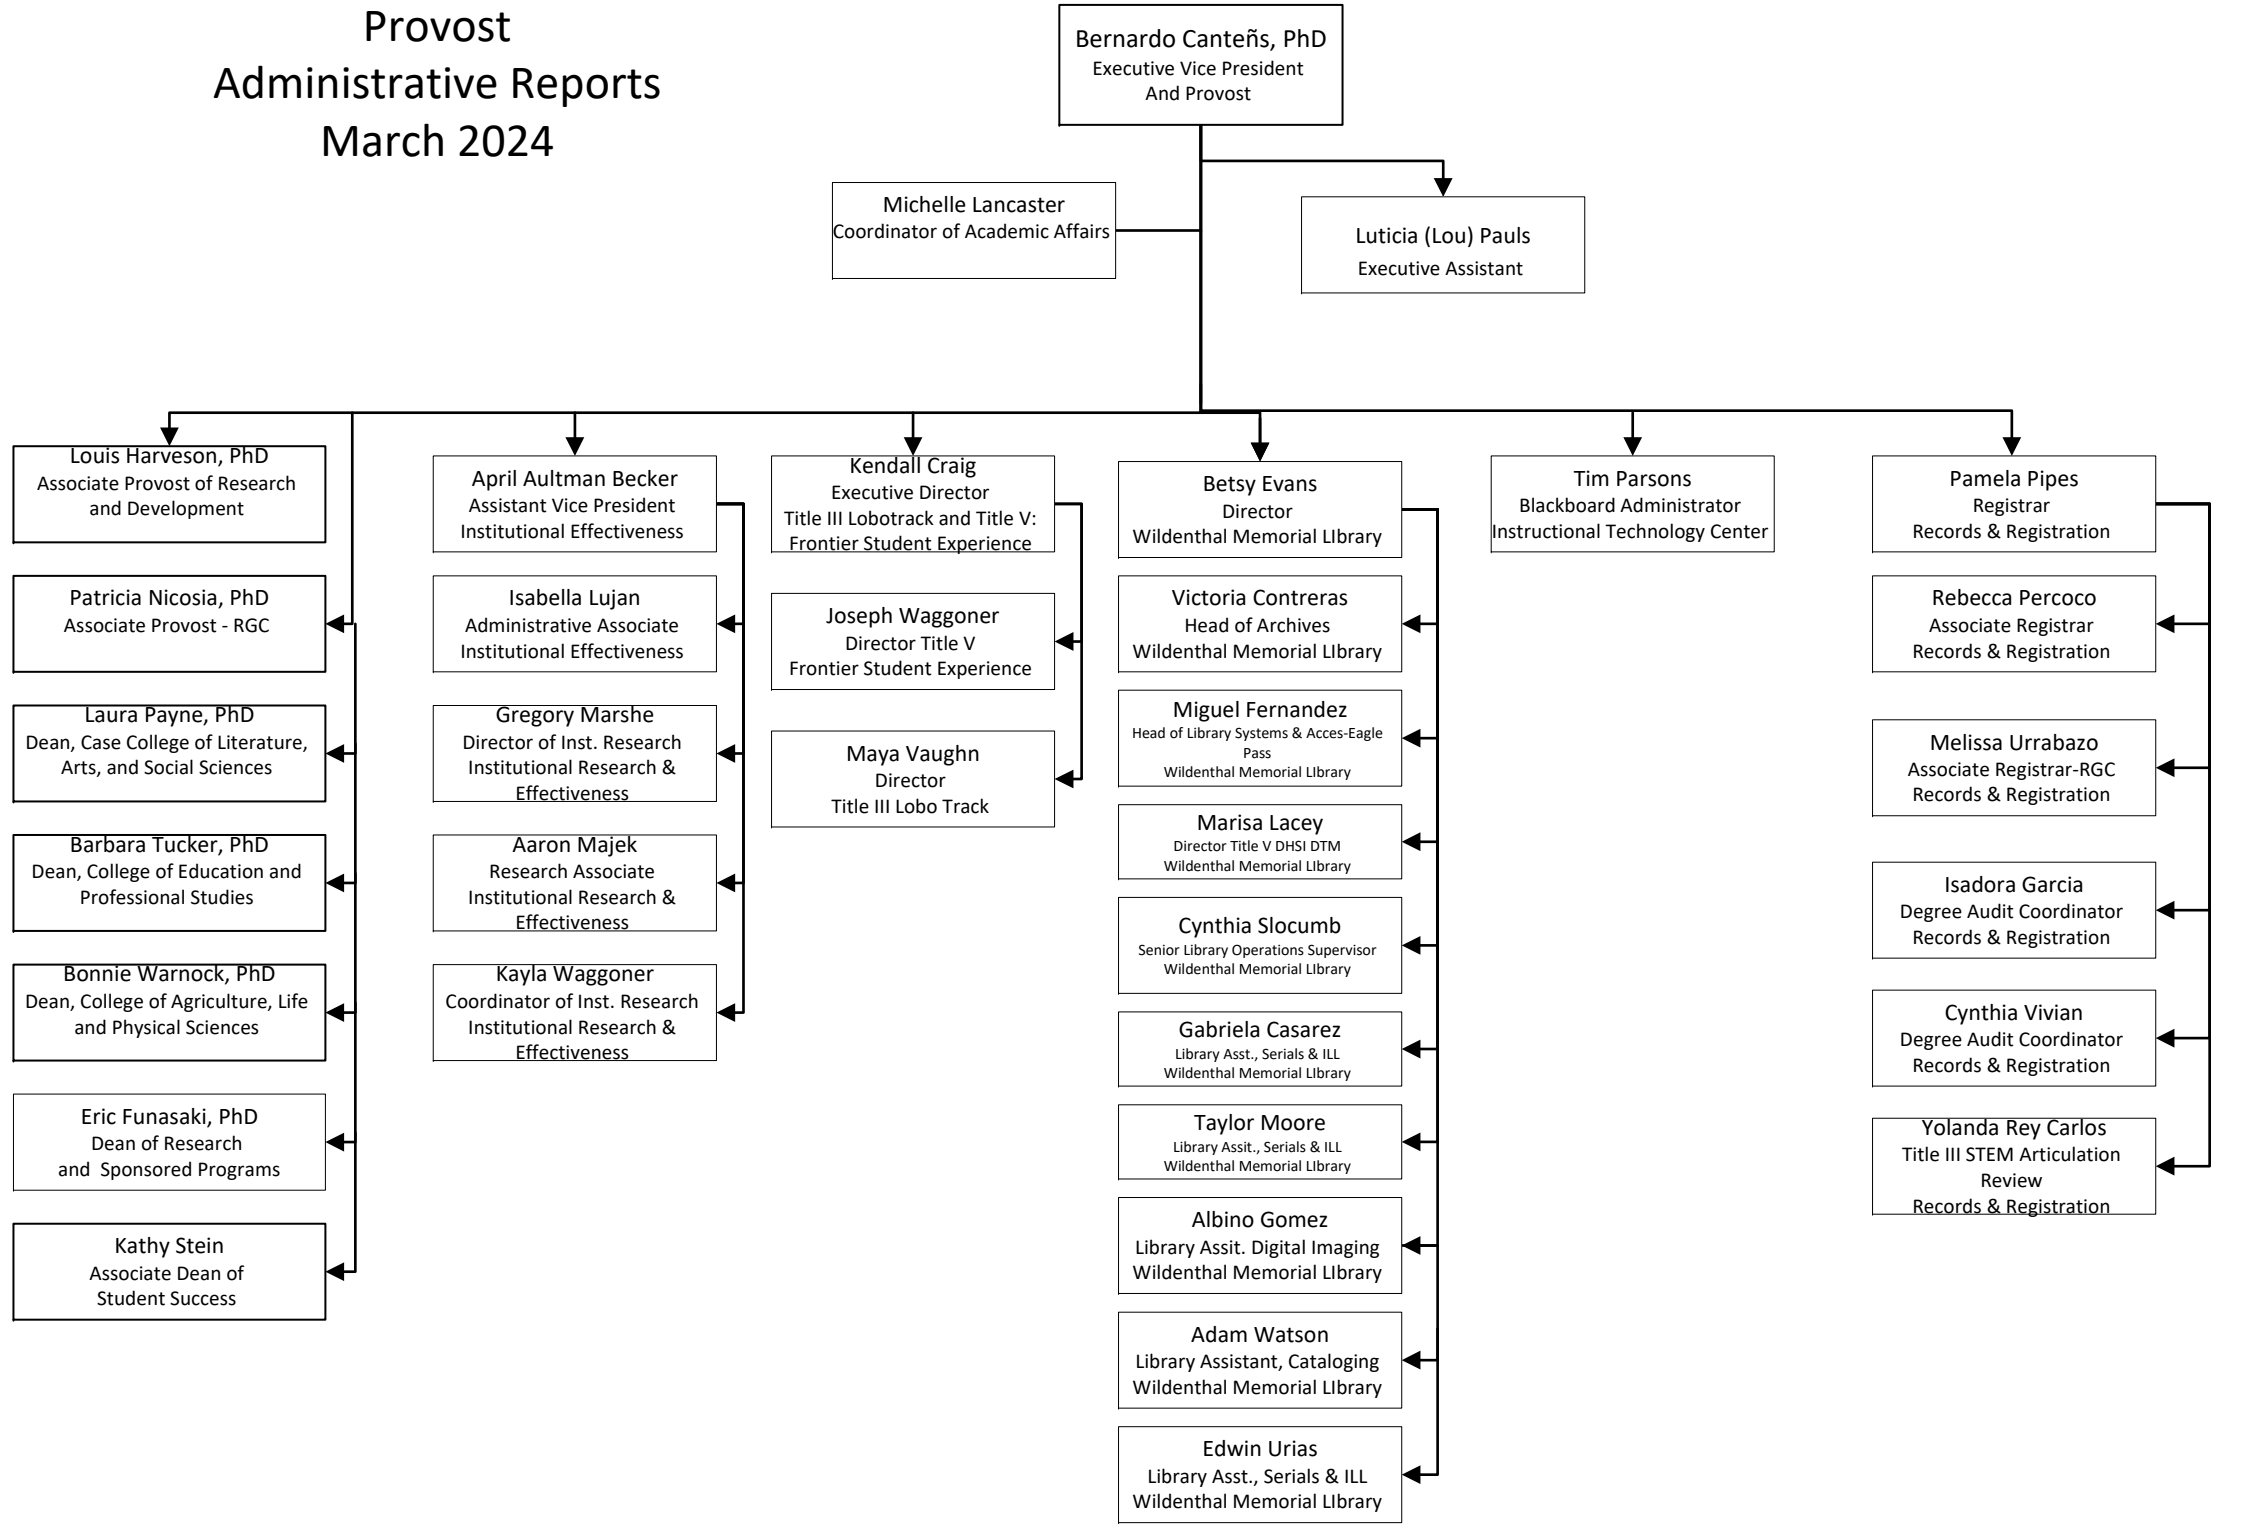 Provost
Administrative Reports
March 2024
Bernardo Canteñs, PhD
Executive Vice President
And Provost
Michelle Lancaster
Coordinator of Academic Affairs
Luticia (Lou) Pauls
Executive Assistant
Louis Harveson, PhD
Associate Provost of Research
and Development
Patricia Nicosia, PhD
Associate Provost - RGC
Laura Payne, PhD
Dean, Case College of Literature,
Arts, and Social Sciences
Barbara Tucker, PhD
Dean, College of Education and
Professional Studies
Bonnie Warnock, PhD
Dean, College of Agriculture, Life
and Physical Sciences
Eric Funasaki, PhD
Dean of Research
and  Sponsored Programs
Kathy Stein
Associate Dean of
Student Success
April Aultman Becker
Assistant Vice President
Institutional Effectiveness
Isabella Lujan
Administrative Associate
Institutional Effectiveness
Gregory Marshe
Director of Inst. Research
Institutional Research &
Effectiveness
Aaron Majek
Research Associate
Institutional Research &
Effectiveness
Kayla Waggoner
Coordinator of Inst. Research
Institutional Research &
Effectiveness
Kendall Craig
Executive Director
Title III Lobotrack and Title V:
Frontier Student Experience
Joseph Waggoner
Director Title V
Frontier Student Experience
Maya Vaughn
Director
Title III Lobo Track
Betsy Evans
Director
Wildenthal Memorial LIbrary
Victoria Contreras
Head of Archives
Wildenthal Memorial LIbrary
Miguel Fernandez
Head of Library Systems & Acces-Eagle
Pass
Wildenthal Memorial LIbrary
Marisa Lacey
Director Title V DHSI DTM
Wildenthal Memorial LIbrary
Cynthia Slocumb
Senior Library Operations Supervisor
Wildenthal Memorial LIbrary
Gabriela Casarez
Library Asst., Serials & ILL
Wildenthal Memorial LIbrary
Taylor Moore
Library Assit., Serials & ILL
Wildenthal Memorial LIbrary
Albino Gomez
Library Assit. Digital Imaging
Wildenthal Memorial LIbrary
Adam Watson
Library Assistant, Cataloging
Wildenthal Memorial LIbrary
Edwin Urias
Library Asst., Serials & ILL
Wildenthal Memorial LIbrary
Tim Parsons
Blackboard Administrator
Instructional Technology Center
Pamela Pipes
Registrar
Records & Registration
Rebecca Percoco
Associate Registrar
Records & Registration
Melissa Urrabazo
Associate Registrar-RGC
Records & Registration
Isadora Garcia
Degree Audit Coordinator
Records & Registration
Cynthia Vivian
Degree Audit Coordinator
Records & Registration
Yolanda Rey Carlos
Title III STEM Articulation
Review
Records & Registration